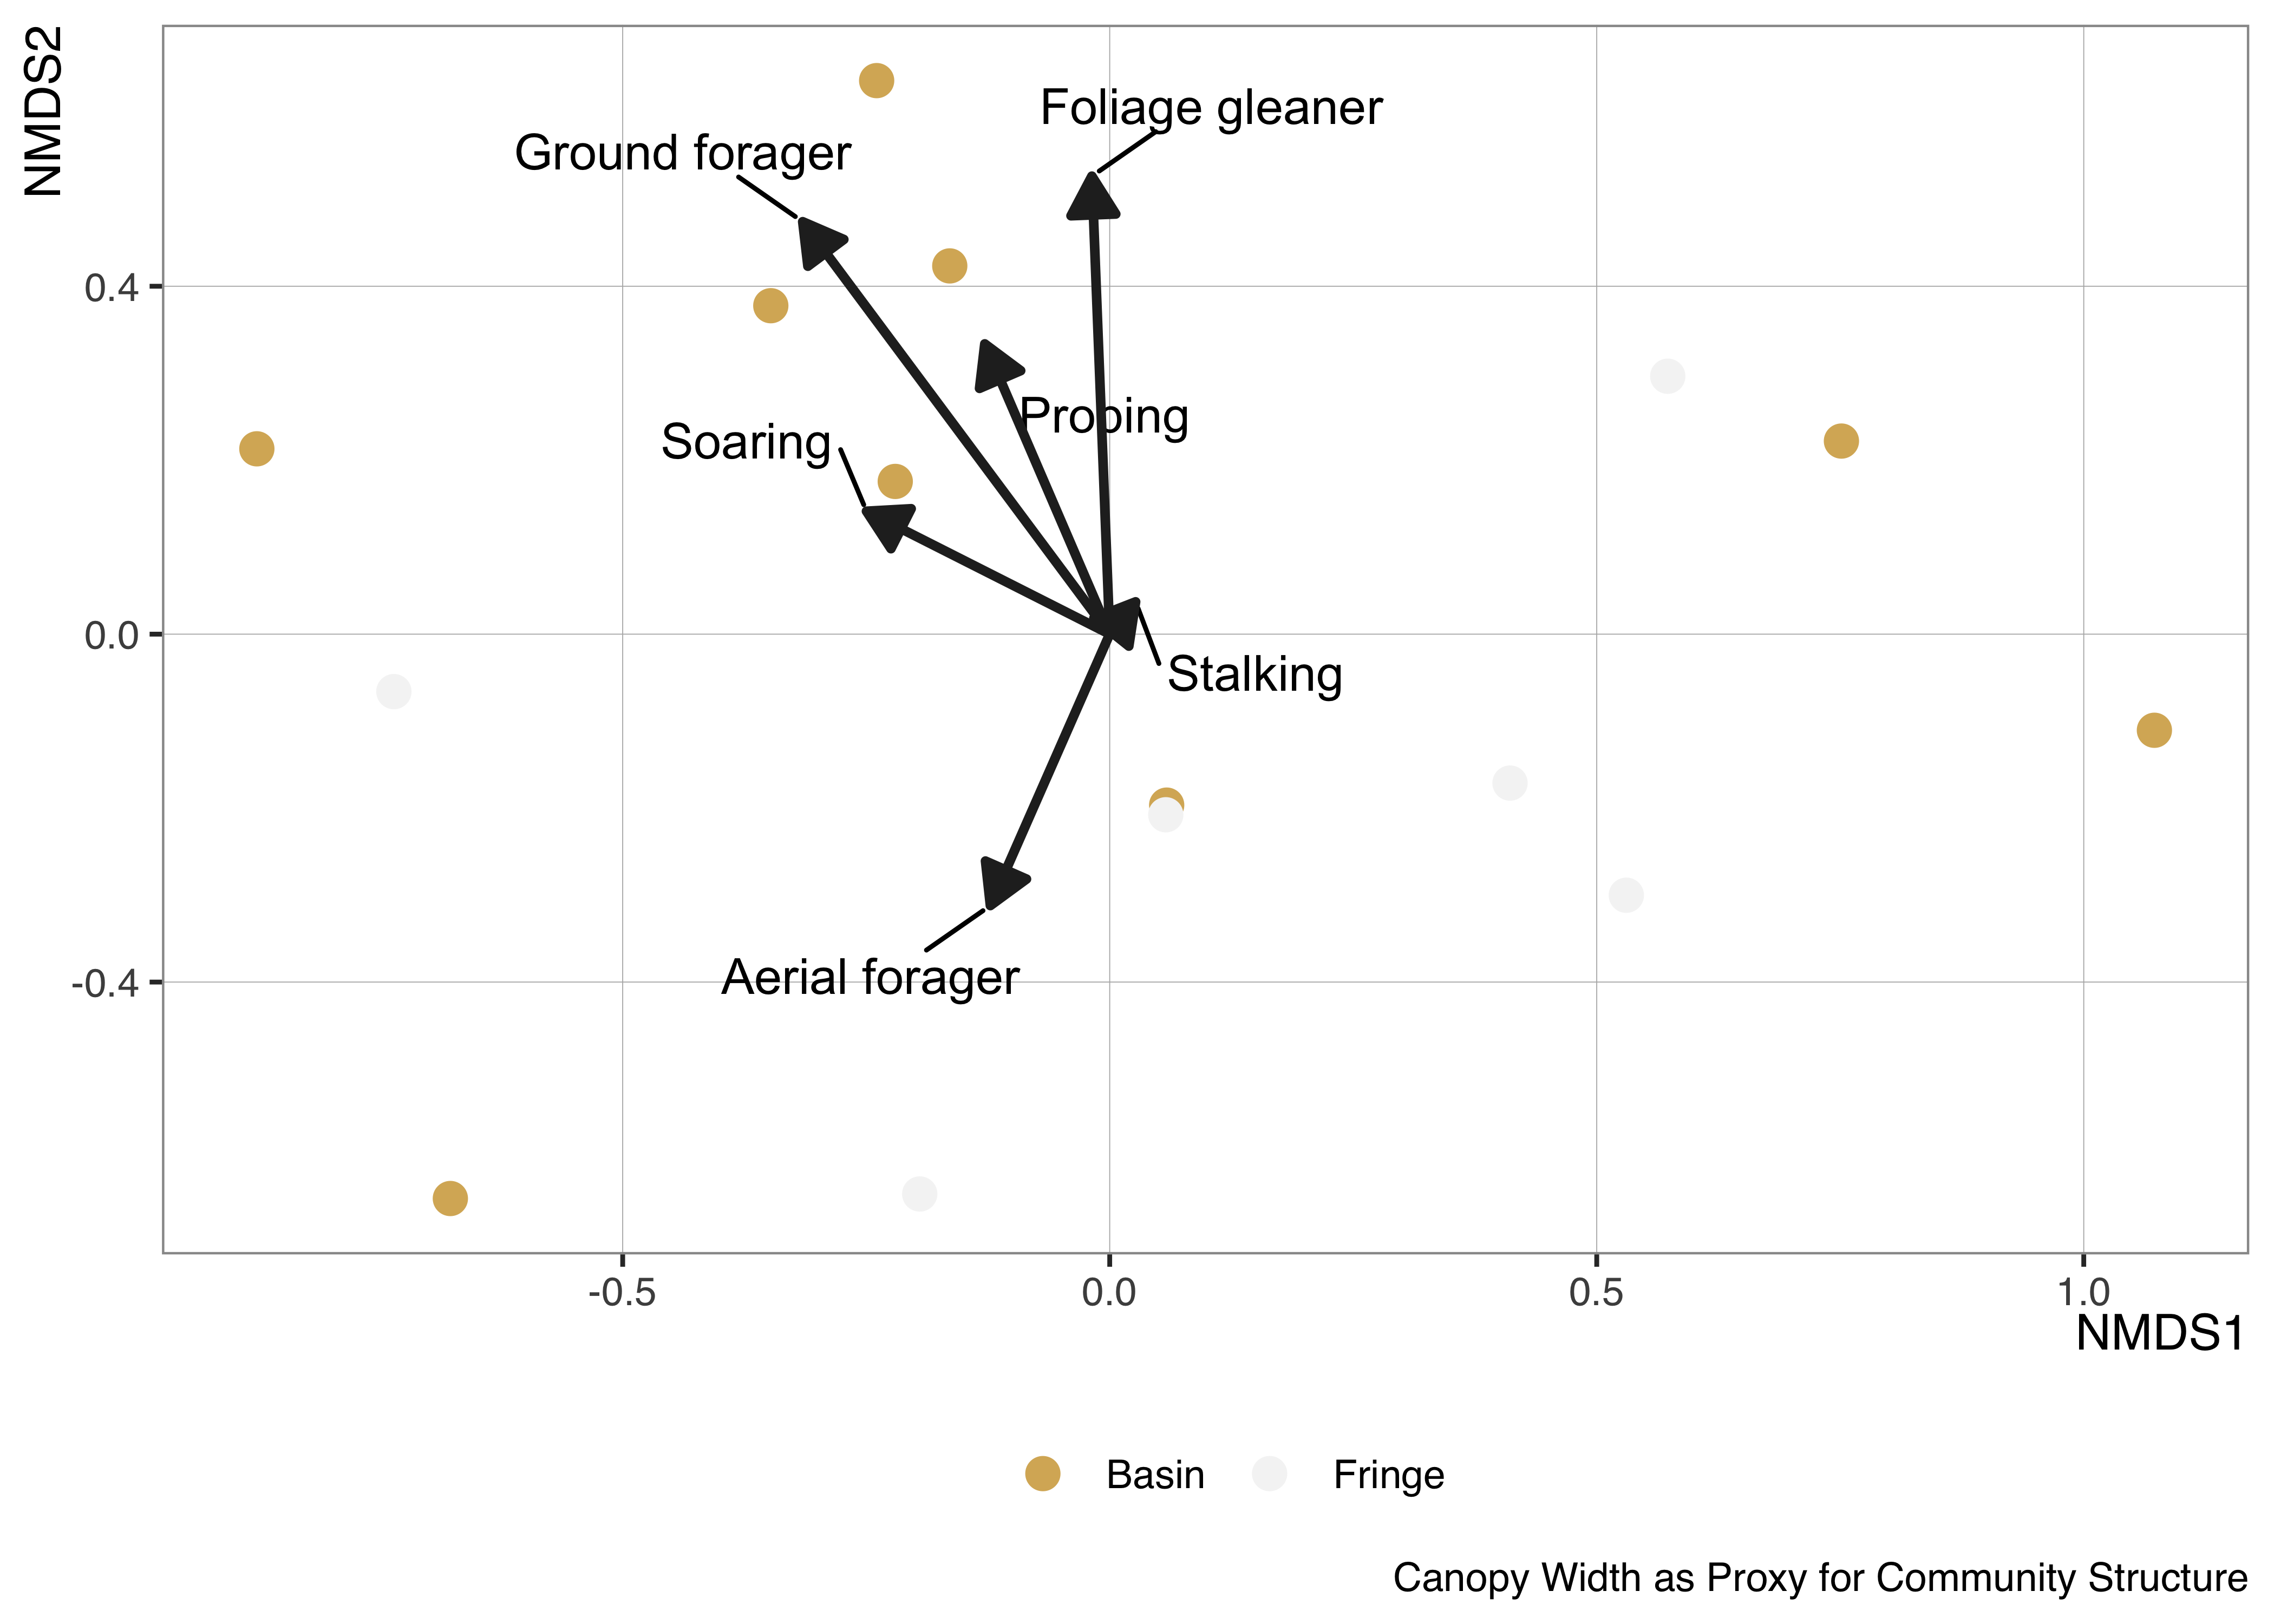 NMDS2
Foliage gleaner
Ground forager
0.4
Probing
Soaring
0.0
Stalking
Aerial forager
-0.4
-0.5
0.0
0.5
1.0
NMDS1
Basin
Fringe
Canopy Width as Proxy for Community Structure